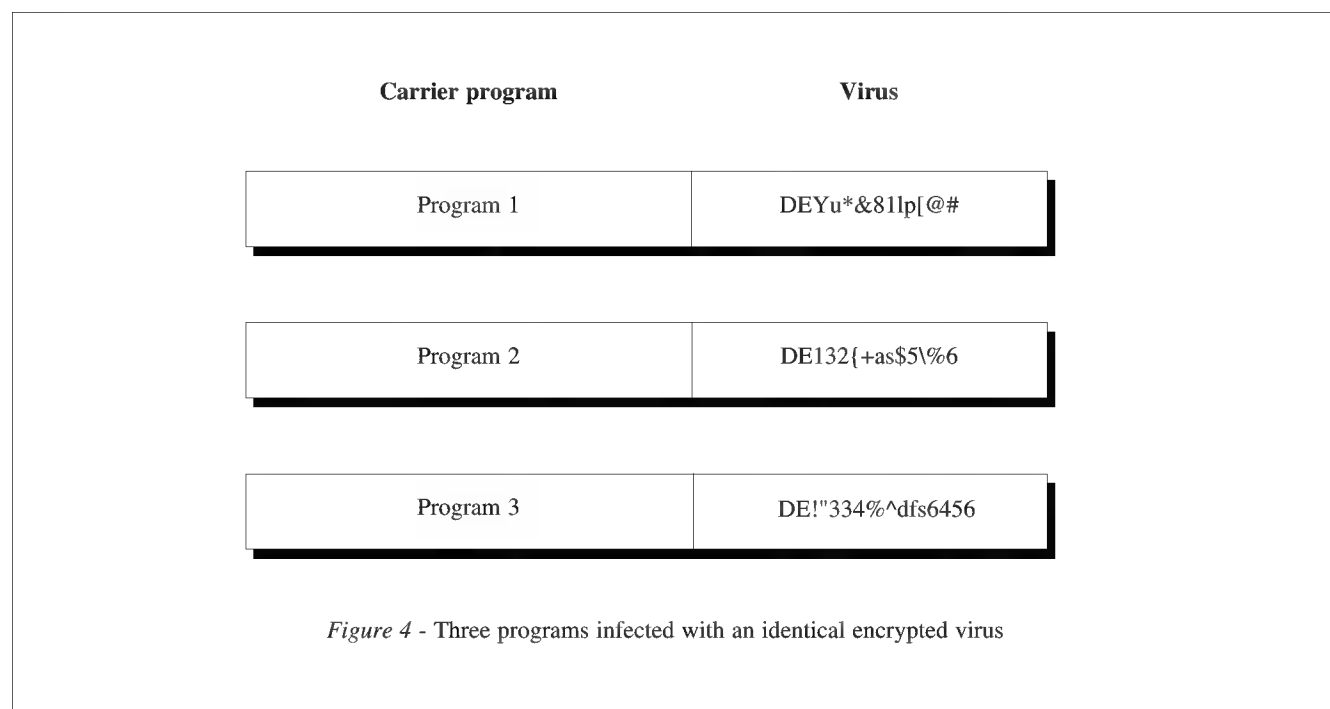 Carrier program Virus
Program 1 DEYu*&81lp[@#
Program 2 DE132{+as$5\%6
Program 3 DE!"334%^dfs6456
Figure 4 - Three programs infected with an identical encrypted virus